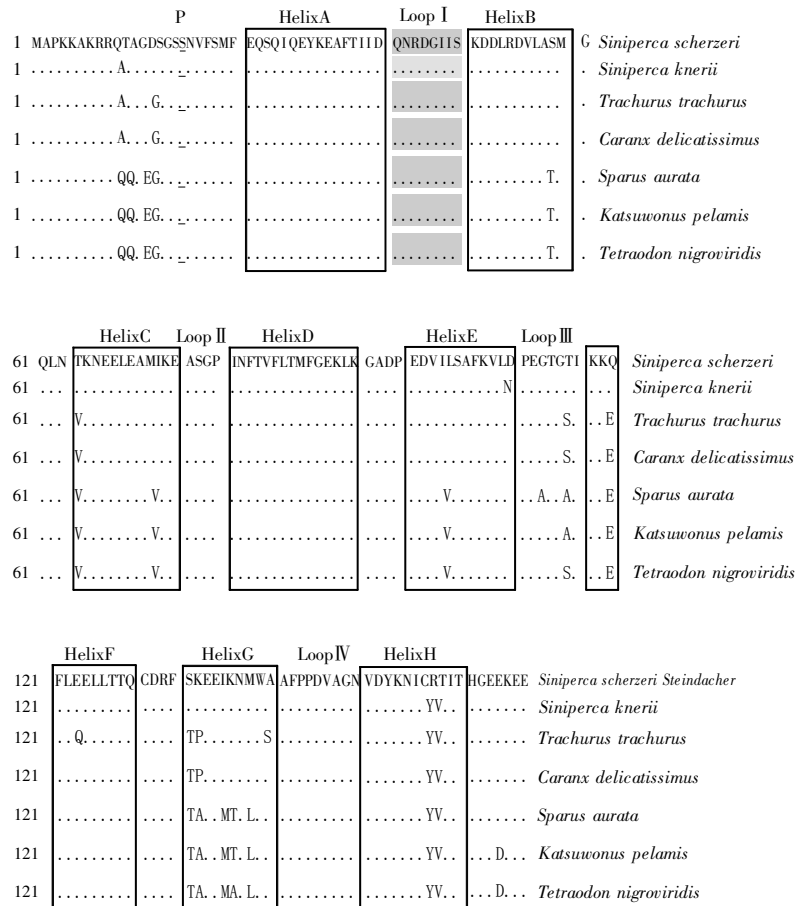 P HelixA Loop Ⅰ HelixB
1 MAPKKAKRRQTAGDSGSSNVFSMF EQSQIQEYKEAFTIID QNRDGIIS KDDLRDVLASM G Siniperca scherzeri
1 ..........A...... ....... ................ ........ ........... . Siniperca knerii
1 ..........A...G.._...... ................ ........ ........... . Trachurus trachurus
1 ..........A...G.._...... ................ ........ ........... . Caranx delicatissimus
1 ..........QQ.EG.._...... ................ ........ .........T. . Sparus aurata
1 ..........QQ.EG.._...... ................ ........ .........T. . Katsuwonus pelamis
1 ..........QQ.EG.._...... ................ ........ .........T. . Tetraodon nigroviridis
HelixC Loop Ⅱ HelixD HelixE Loop Ⅲ
61 QLN TKNEELEAMIKE ASGP INFTVFLTMFGEKLK GADP EDVILSAFKVLD PEGTGTI KKQ Siniperca scherzeri
61 ... ............ .... ............... .... ...........N ....... ... Siniperca knerii
61 ... V........... .... ............... .... ............ .....S. ..E Trachurus trachurus
61 ... V........... .... ............... .... ............ .....S. ..E Caranx delicatissimus
61 ... V........V.. .... ............... .... ....V....... ..A..A. ..E Sparus aurata
61 ... V........V.. .... ............... .... ....V....... .....A. ..E Katsuwonus pelamis
61 ... V........V.. .... ............... .... ....V....... .....S. ..E Tetraodon nigroviridis
HelixF HelixG Loop Ⅳ HelixH
121 FLEELLTTQ CDRF SKEEIKNMWA AFPPDVAGN VDYKNICRTIT HGEEKEE Siniperca scherzeri Steindacher
121 ......... .... .......... ......... .......YV.. ....... Siniperca knerii
121 ..Q...... .... TP.......S ......... .......YV.. ....... Trachurus trachurus
121 ......... .... TP........ ......... .......YV.. ....... Caranx delicatissimus
121 ......... .... TA..MT.L.. ......... .......YV.. ....... Sparus aurata
121 ......... .... TA..MT.L.. ......... .......YV.. ...D... Katsuwonus pelamis
121 ......... .... TA..MA.L.. ......... .......YV.. ...D... Tetraodon nigroviridis